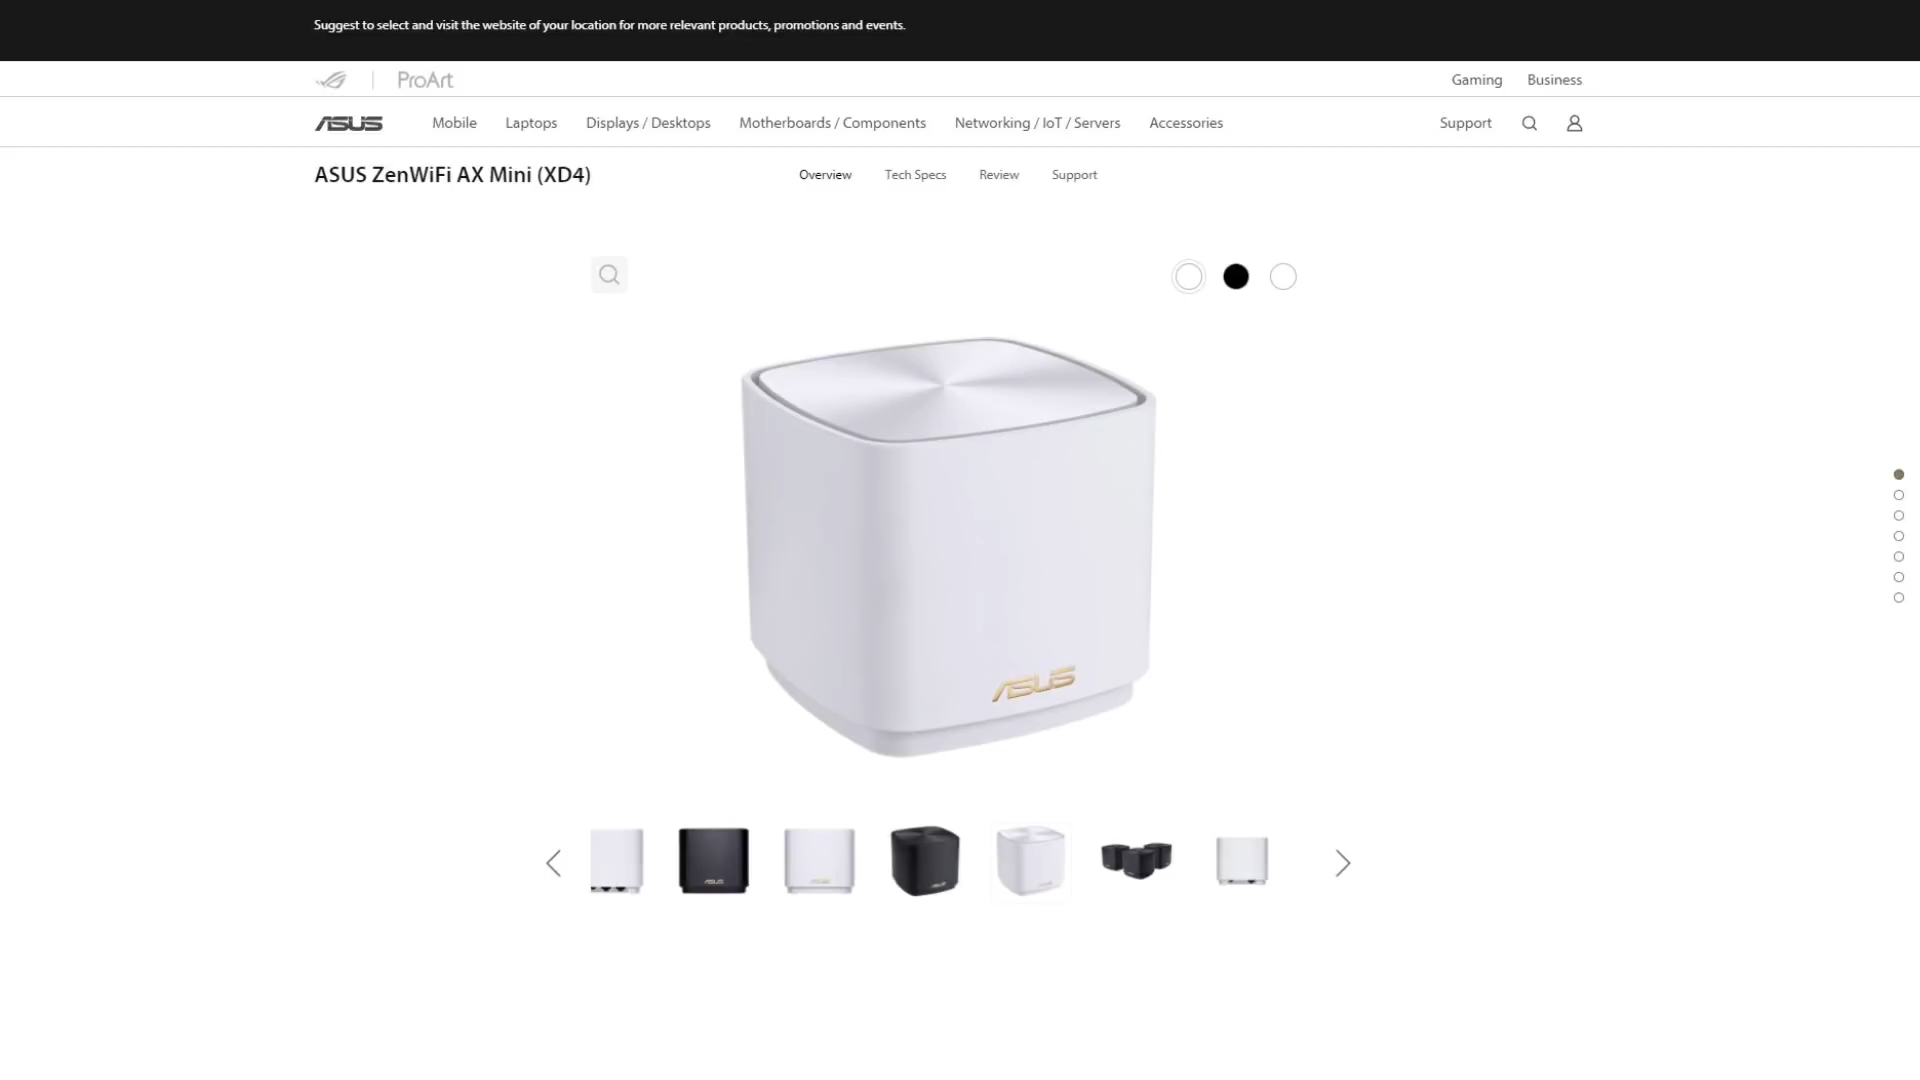 Suggest to select and visit the website of your location for more relevant products, promotions and events.
ProArt
Gaming Business
ASUS Mobile Laptops Displays / Desktops Motherboards / Components Networking / IoT / Servers Accessories Support
ASUS ZenWiFi AX Mini (XD4) Overview Tech Specs Review Support
ASUS